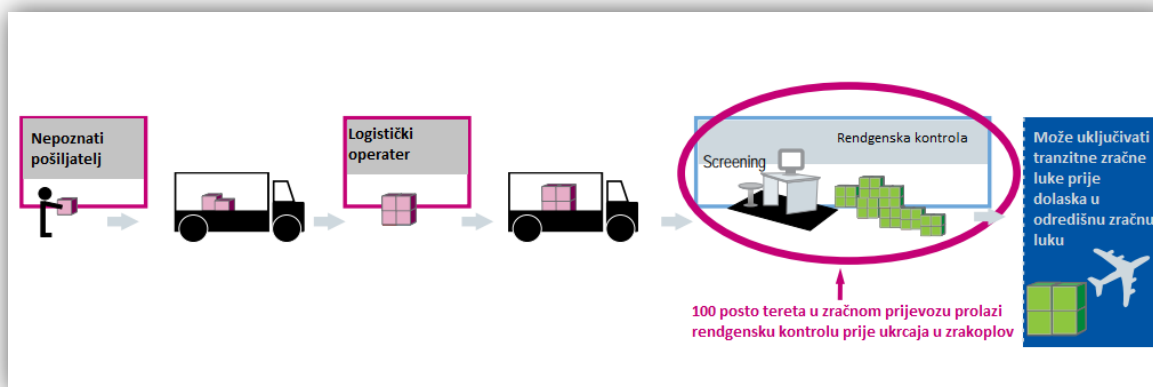 Nepoznati
pošiljatelj
Logistički
operater
Rendgenska kontrola
Screening
Može uključivati
tranzitne zračne
luke prije
dolaska u
odredišnu zračnu
luku
100 posto tereta u zračnom prijevozu prolazi
rendgensku kontrolu prije ukrcaja u zrakoplov